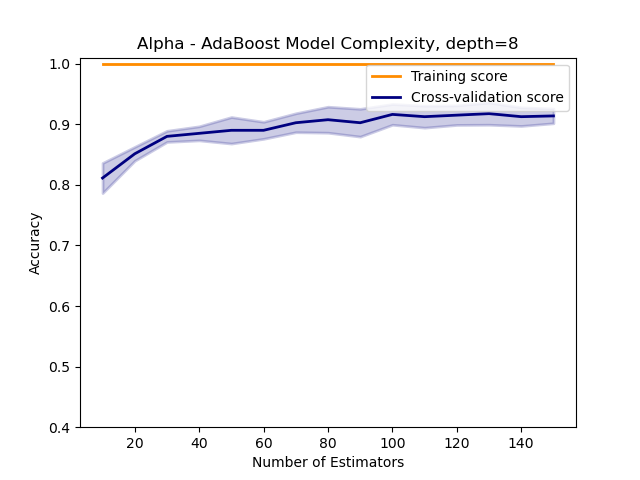 Alpha - AdaBoost Model Complexity, depth=8
1.0
Training score
Cross-validation score
0.9
0.8
0.7
0.6
0.5
0.4
Accuracy
20 40 60 80 100 120 140
Number of Estimators